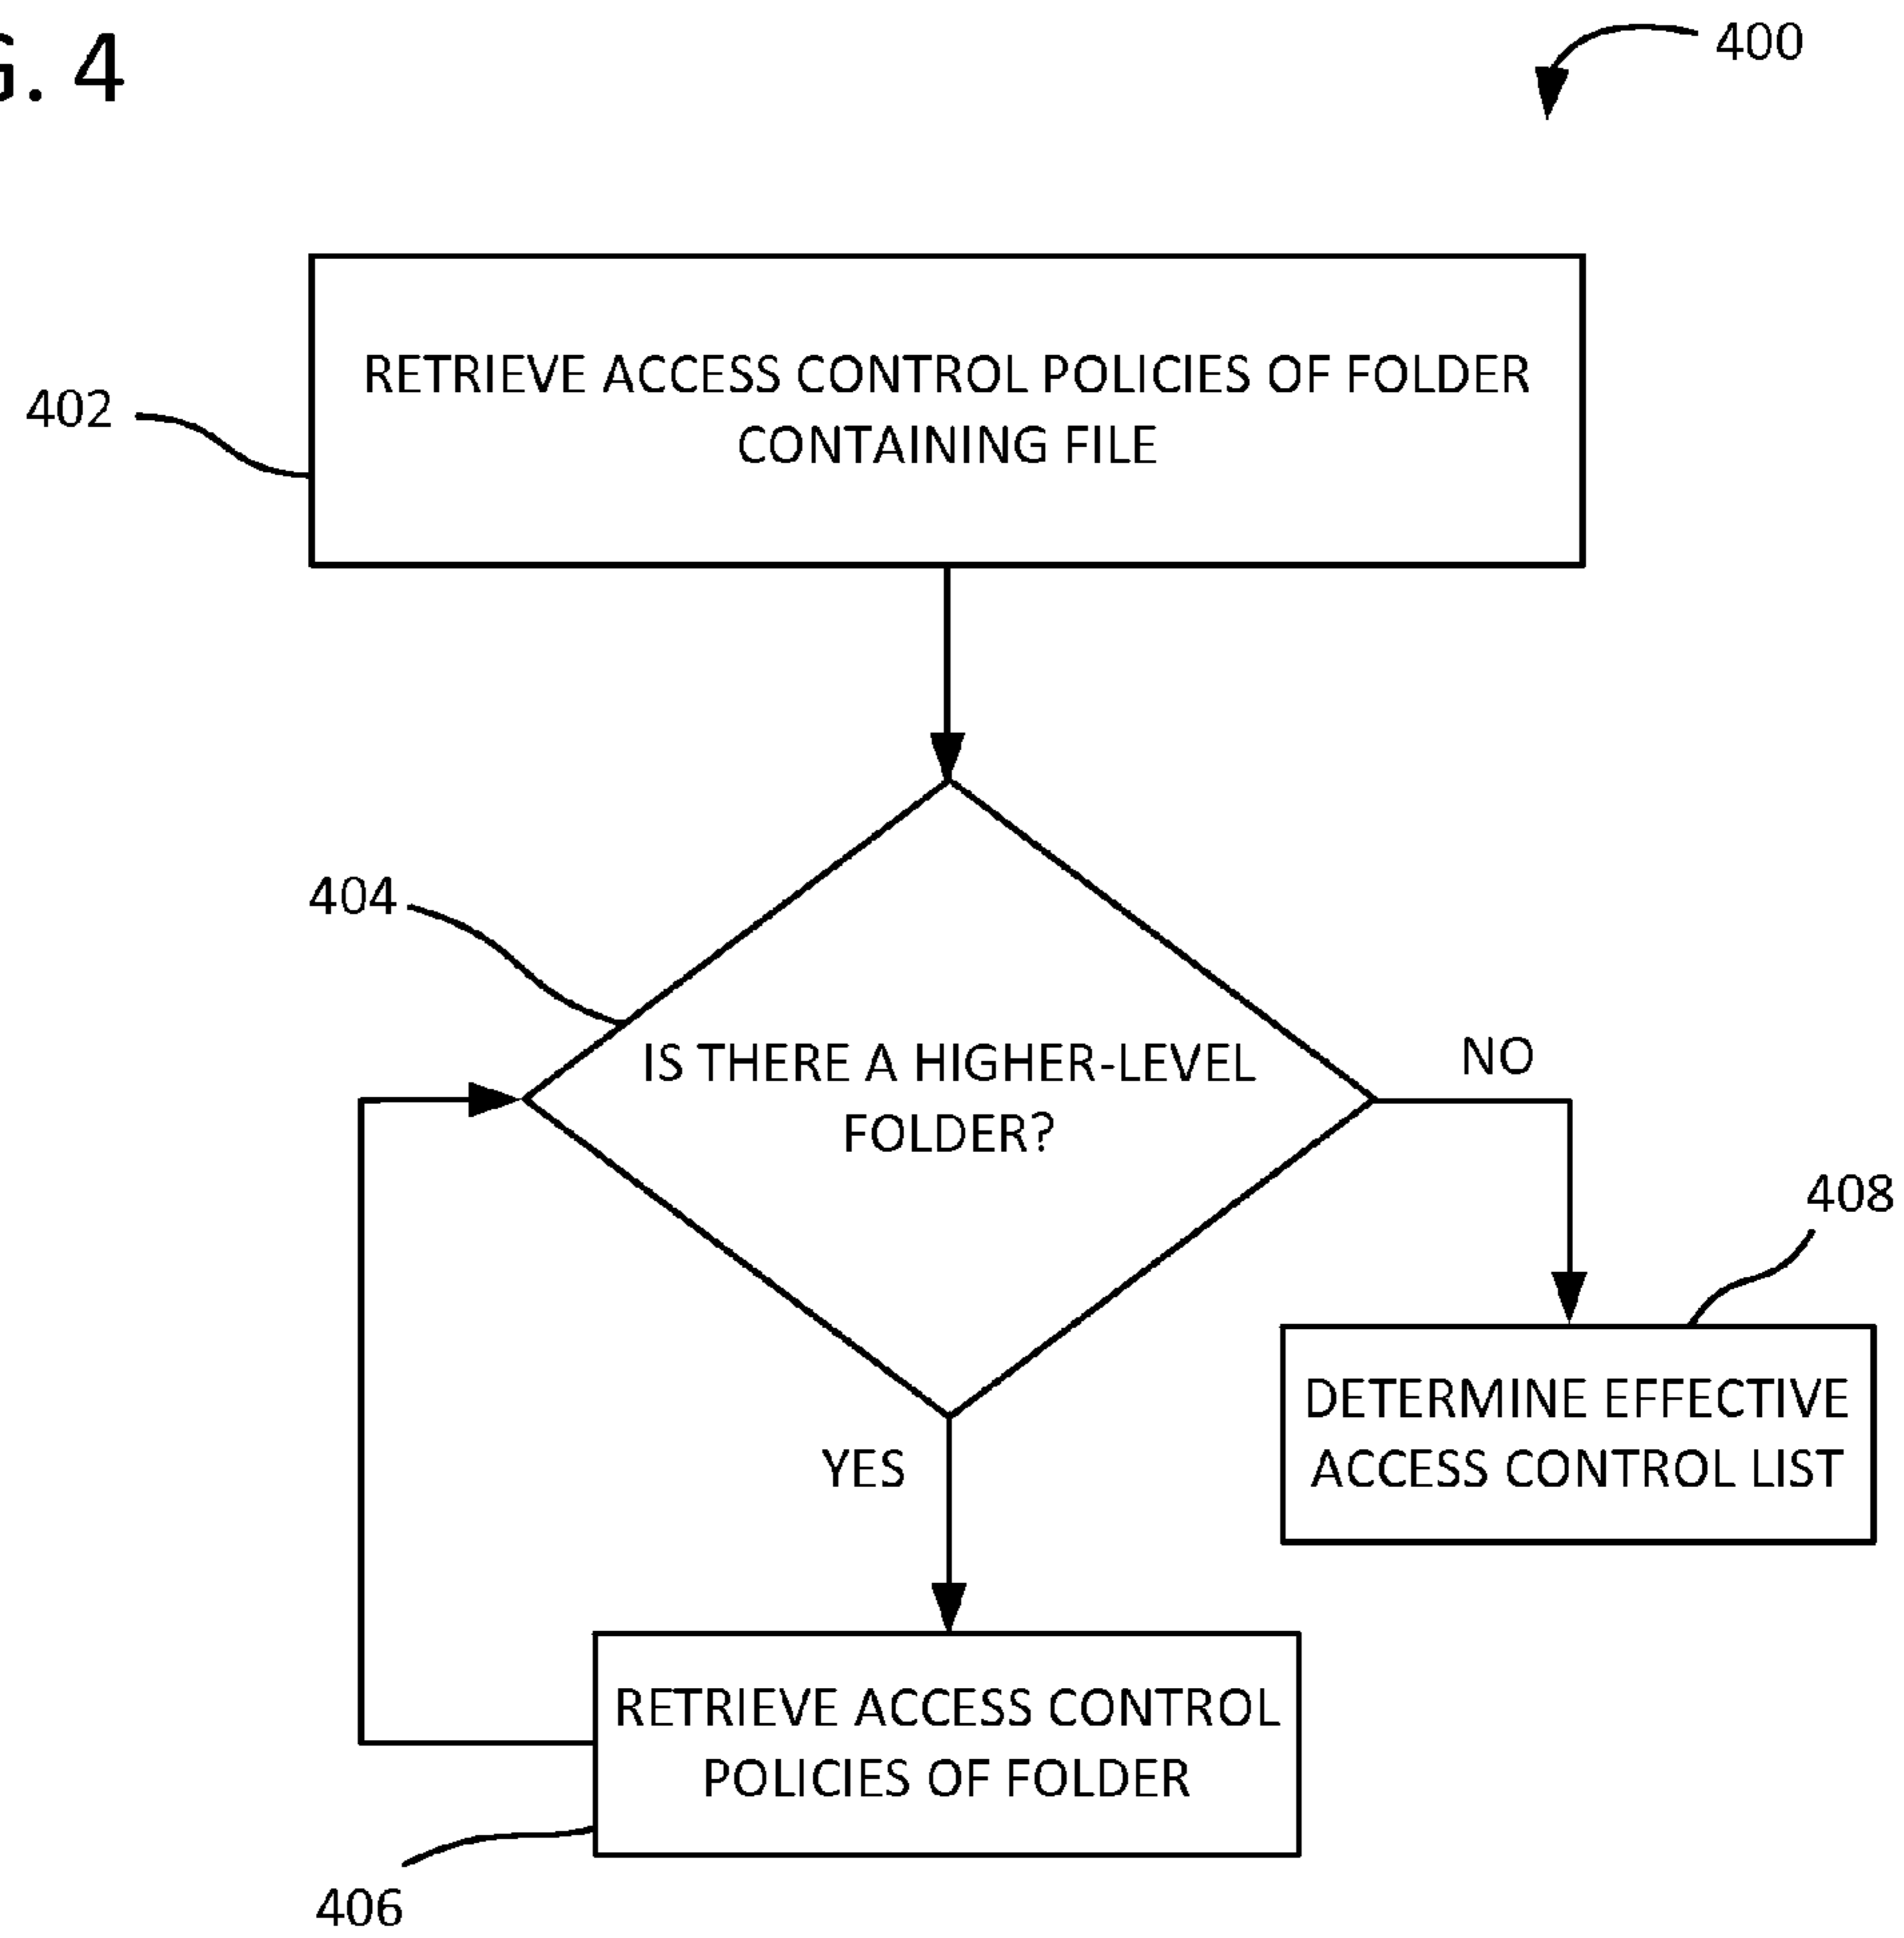 G. 4
400
RETRIEVE ACCESS CONTROL POLICIES OF FOLDER
CONTAINING FILE
402
404
IS THERE A HIGHER-LEVEL
FOLDER?
NO
408
DETERMINE EFFECTIVE
ACCESS CONTROL LIST
YES
RETRIEVE ACCESS CONTROL
POLICIES OF FOLDER
406